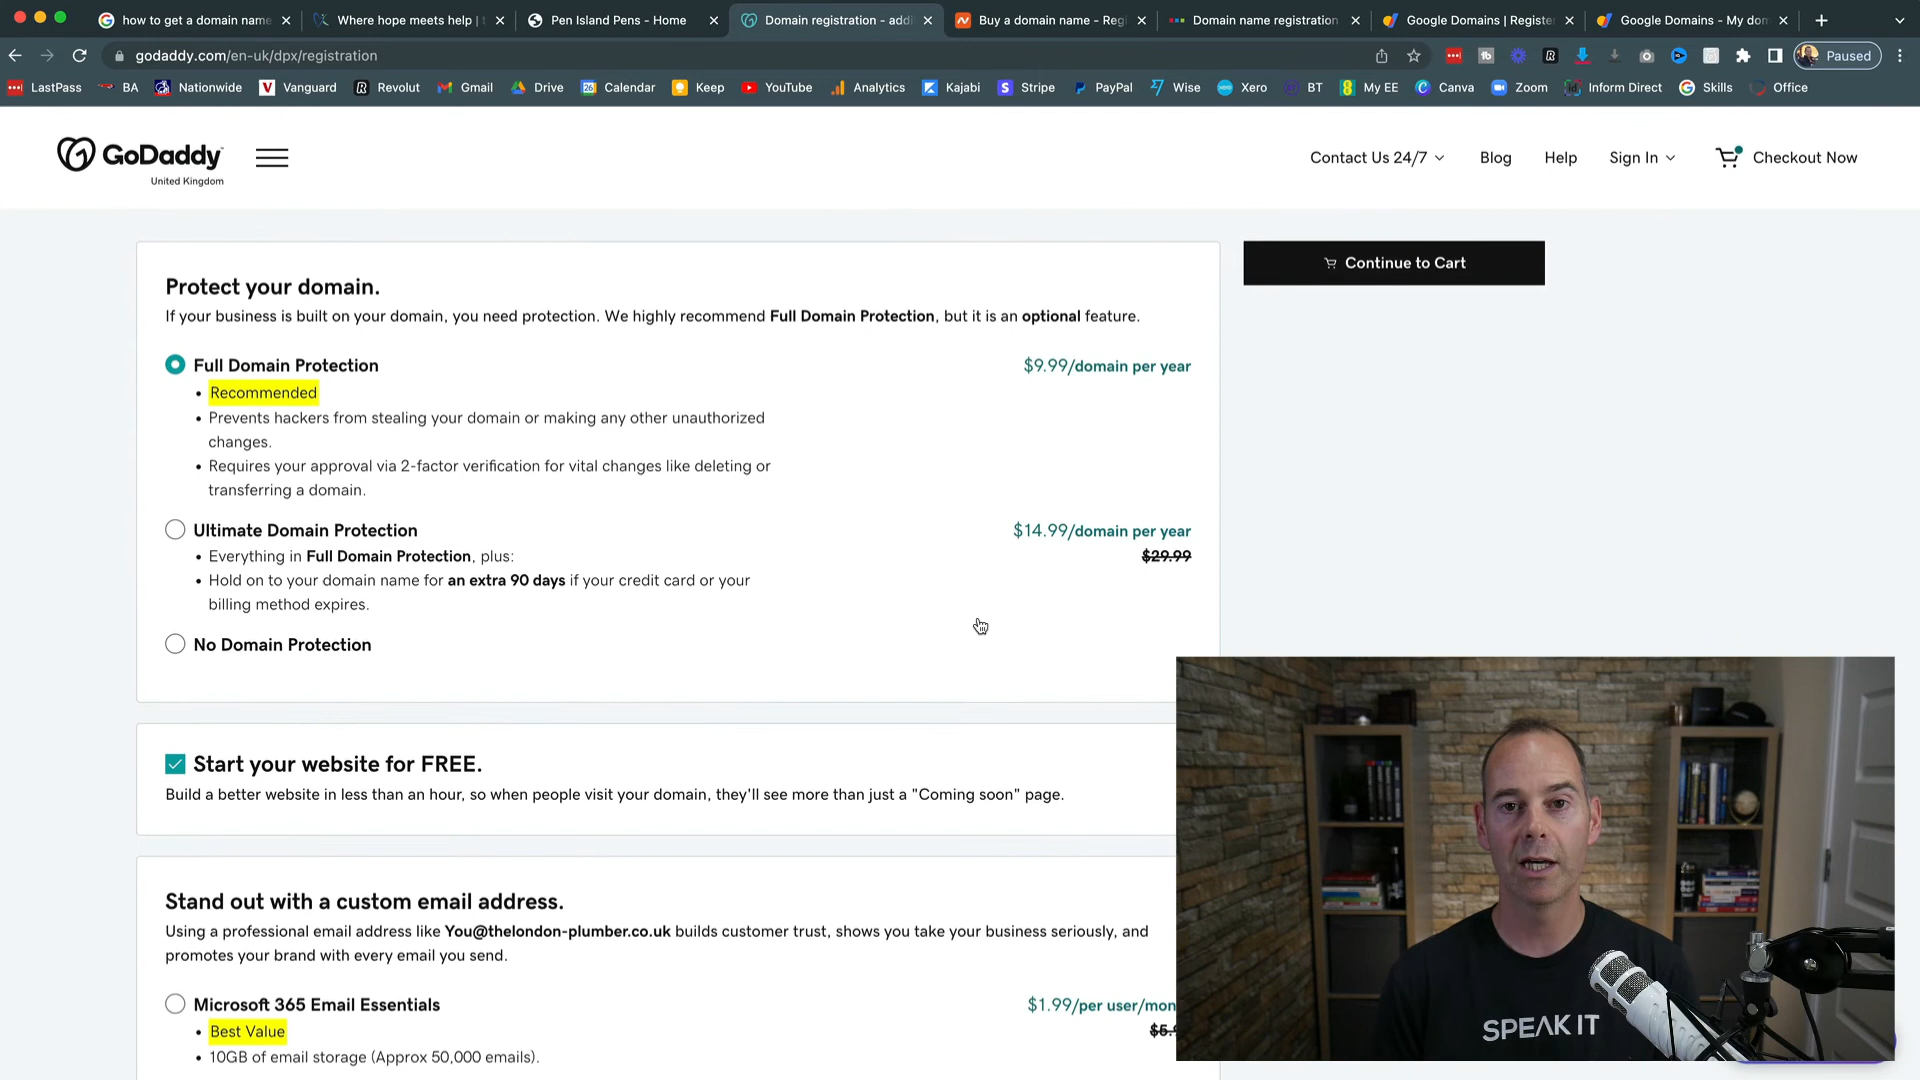 how to get a domain name
Where hope meets help |
Pen Island Pens - Home
Domain registration - addi
Buy a domain name - Reg
Domain name registration
Google Domains | Registe
Google Domains - My dom
godaddy.com/en-uk/dpx/registration
Paused
LastPass
BA
Nationwide
Vanguard
Revolut
Gmail
Drive
Calendar
Keep
YouTube
Analytics
Kajabi
Stripe
PayPal
Wise
Xero
BT
My EE
Canva
Zoom
Inform Direct
Skills
Office
GoDaddy
United Kingdom
Contact Us 24/7
Blog
Help
Sign In
Checkout Now
Continue to Cart
Protect your domain.
If your business is built on your domain, you need protection. We highly recommend Full Domain Protection, but it is an optional feature.
Full Domain Protection
$9.99/domain per year
• Recommended
• Prevents hackers from stealing your domain or making any other unauthorized
changes.
• Requires your approval via 2-factor verification for vital changes like deleting or
transferring a domain.
Ultimate Domain Protection
$14.99/domain per year
$29.99
• Everything in Full Domain Protection, plus:
• Hold on to your domain name for an extra 90 days if your credit card or your
billing method expires.
No Domain Protection
Start your website for FREE.
Build a better website in less than an hour, so when people visit your domain, they'll see more than just a "Coming soon" page.
Stand out with a custom email address.
Using a professional email address like You@thelondon-plumber.co.uk builds customer trust, shows you take your business seriously, and
promotes your brand with every email you send.
Microsoft 365 Email Essentials
$1.99/per user/mon
$5.
• Best Value
• 10GB of email storage (Approx 50,000 emails).
SPEAK IT